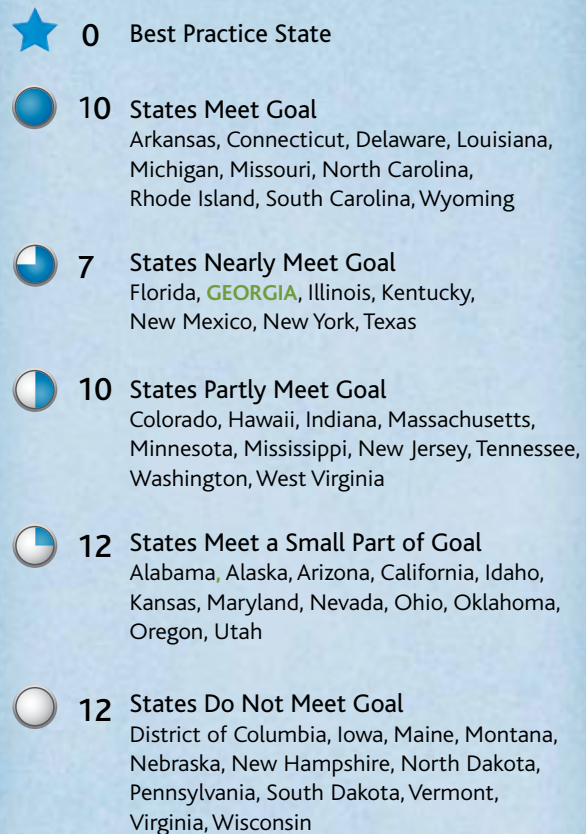 0 Best Practice State
10 States Meet Goal
Arkansas, Connecticut, Delaware, Louisiana,
Michigan, Missouri, North Carolina,
Rhode Island, South Carolina, Wyoming
7 States Nearly Meet Goal
Florida, GEORGIA, Illinois, Kentucky,
New Mexico, New York, Texas
10 States Partly Meet Goal
Colorado, Hawaii, Indiana, Massachusetts,
Minnesota, Mississippi, New Jersey, Tennessee,
Washington, West Virginia
12 States Meet a Small Part of Goal
Alabama, Alaska, Arizona, California, Idaho,
Kansas, Maryland, Nevada, Ohio, Oklahoma,
Oregon, Utah
12 States Do Not Meet Goal
District of Columbia, Iowa, Maine, Montana,
Nebraska, New Hampshire, North Dakota,
Pennsylvania, South Dakota, Vermont,
Virginia, Wisconsin